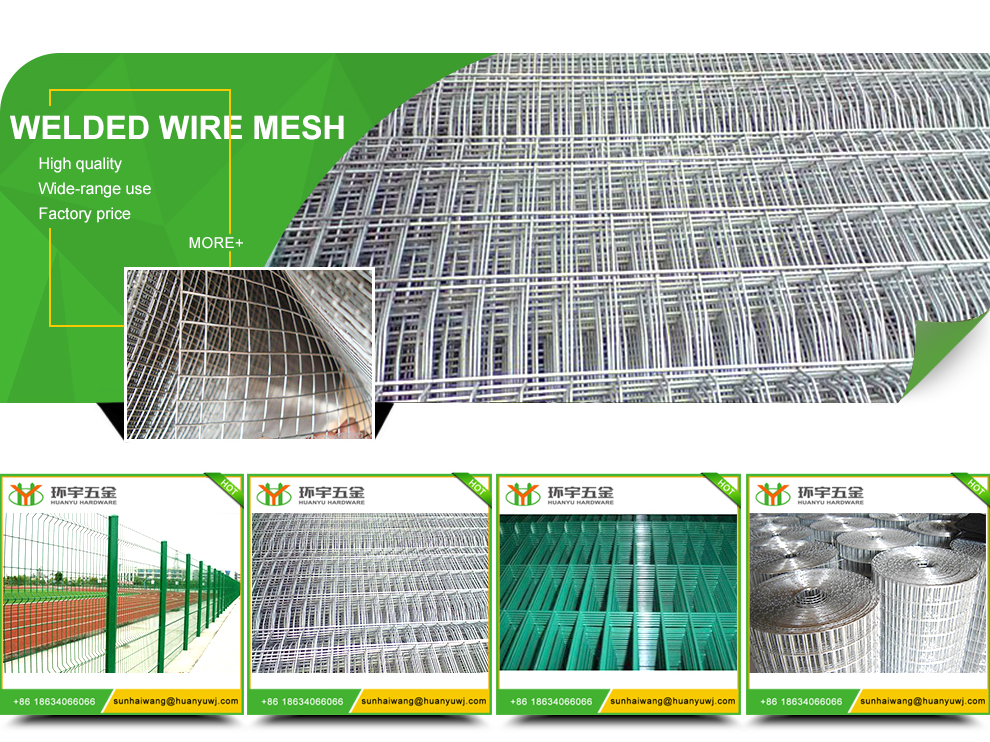 WELDED WIRE MESH
High quality
Wide-range use
Factory price
MORE+
环宇五金
HUANYU HARDWARE
HOT
+86 18634066066
sunhaiwang@huanyuwj.com
环宇五金
HUANYU HARDWARE
HOT
+86 18634066066
sunhaiwang@huanyuwj.com
环宇五金
HUANYU HARDWARE
HOT
+86 18634066066
sunhaiwang@huanyuwj.com
环宇五金
HUANYU HARDWARE
HOT
+86 18634066066
sunhaiwang@huanyuwj.com